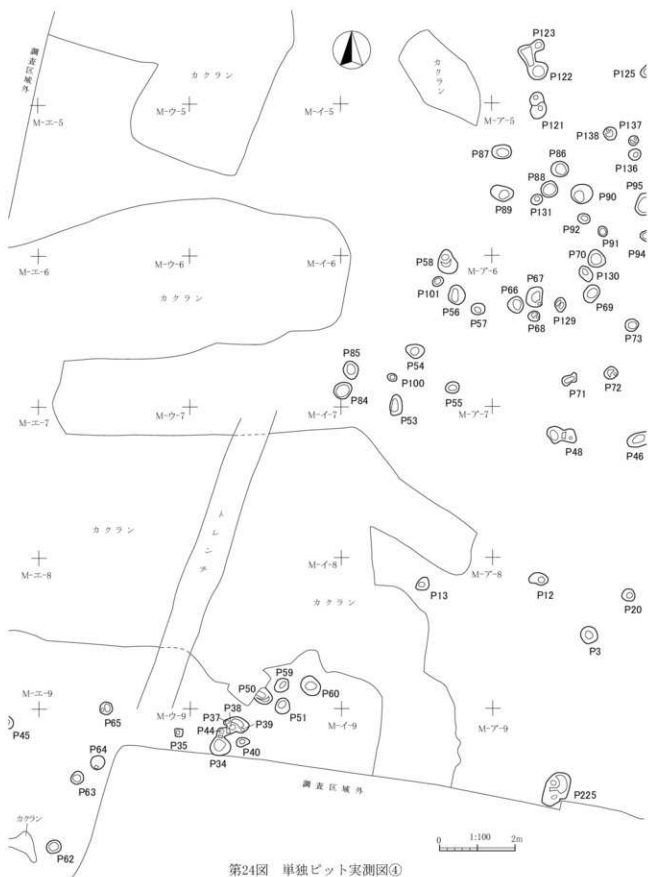 P123
カクラン
調査区域外
カクラン
P122
P125
M-エ-5
M-ウ-5
M-イ-5
M-ア-5
P121
P137
P138
P87
P86
P136
P88
P95
P90
P89
P131
P92
P91
P94
P58
P70
M-エ-6
M-ウ-6
M-イ-6
M-ア-6
P130
P101
P67
カクラン
P66
P56
P57
P129
P69
P68
P73
P85
P54
P100
P72
P84
P55
P71
M-エ-7
M-ウ-7
M-イ-7
P53
M-ア-7
P48
P46
カクラン
トレンチ
M-エ-8
M-イ-8
M-ア-8
カクラン
P13
P12
P20
P3
P59
P50
P60
M-エ-9
P38
P37
P39
P51
M-ウ-9
M-イ-9
M-ア-9
P45
P65
P44
P35
P40
P34
P64
P63
調査区域外
P225
カクラン
P62
0
1:100
2m
第24図 単独ピット実測図④